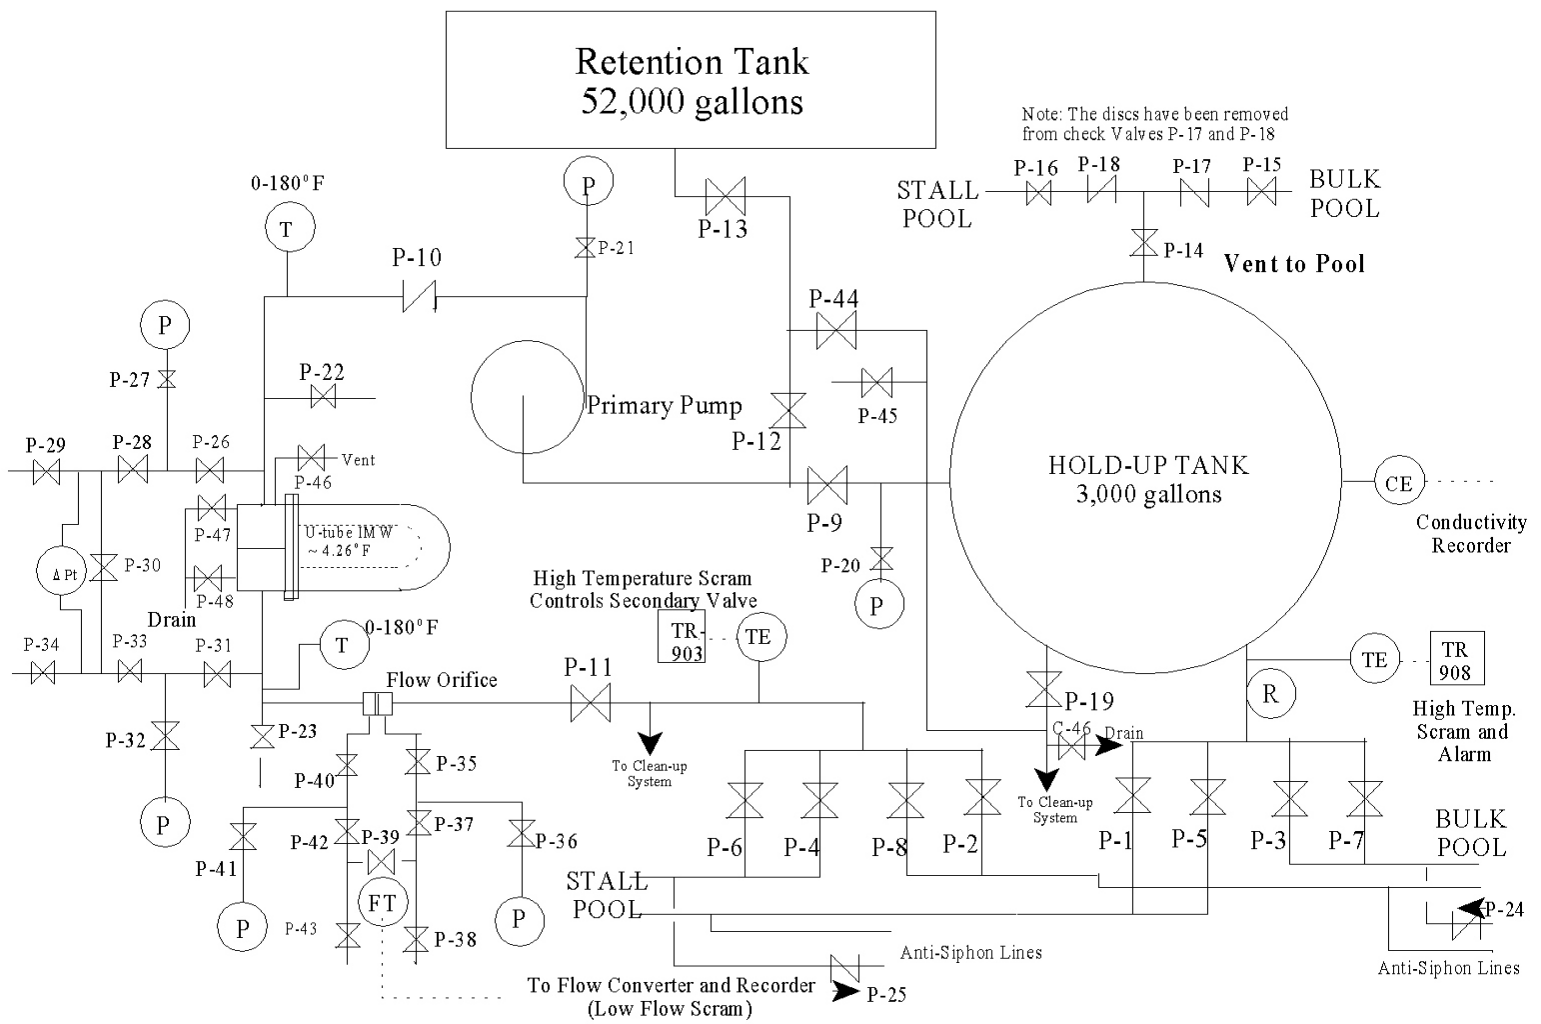 Retention Tank
52,000 gallons
Note: The discs have been removed
from check Valves P-17 and P-18
P-16
P-18
P-17
P-15
STALL
POOL
BULK
POOL
P-14
Vent to Pool
0-180°F
T
P
P-21
P-13
P-10
P-44
P
P-27
P-22
Primary Pump
P-45
P-12
P-29
P-28
P-26
Vent
P-46
HOLD-UP TANK
3,000 gallons
CE
Conductivity
Recorder
P-9
P-47
U-tube IMW
~4.26°F
Δ Pt
P-30
P-20
P
P-48
Drain
High Temperature Scram
Controls Secondary Valve
TR-
903
TE
0-180°F
T
P-34
P-33
P-31
P-11
Flow Orifice
TE
TR
908
R
High Temp.
Scram and
Alarm
P-19
C-46
Drain
P-32
P-23
To Clean-up
System
To Clean-up
System
P-40
P-35
P
P-42
P-39
P-37
P-36
P-41
P-6
P-4
P-8
P-2
P-1
P-5
P-3
P-7
BULK
POOL
STALL
POOL
FT
P
P
P-43
P-38
P-24
Anti-Siphon Lines
Anti-Siphon Lines
To Flow Converter and Recorder
(Low Flow Scram)
P-25